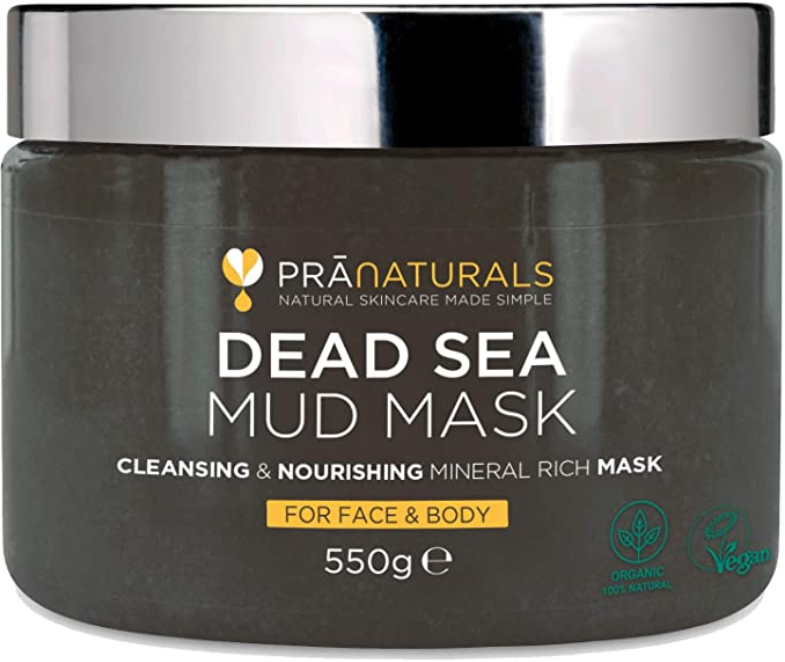 PRĀNATURALS
NATURAL SKINCARE MADE SIMPLE
DEAD SEA
MUD MASK
CLEANSING & NOURISHING MINERAL RICH MASK
FOR FACE & BODY
550g ℮
ORGANIC
100% NATURAL
Vegan